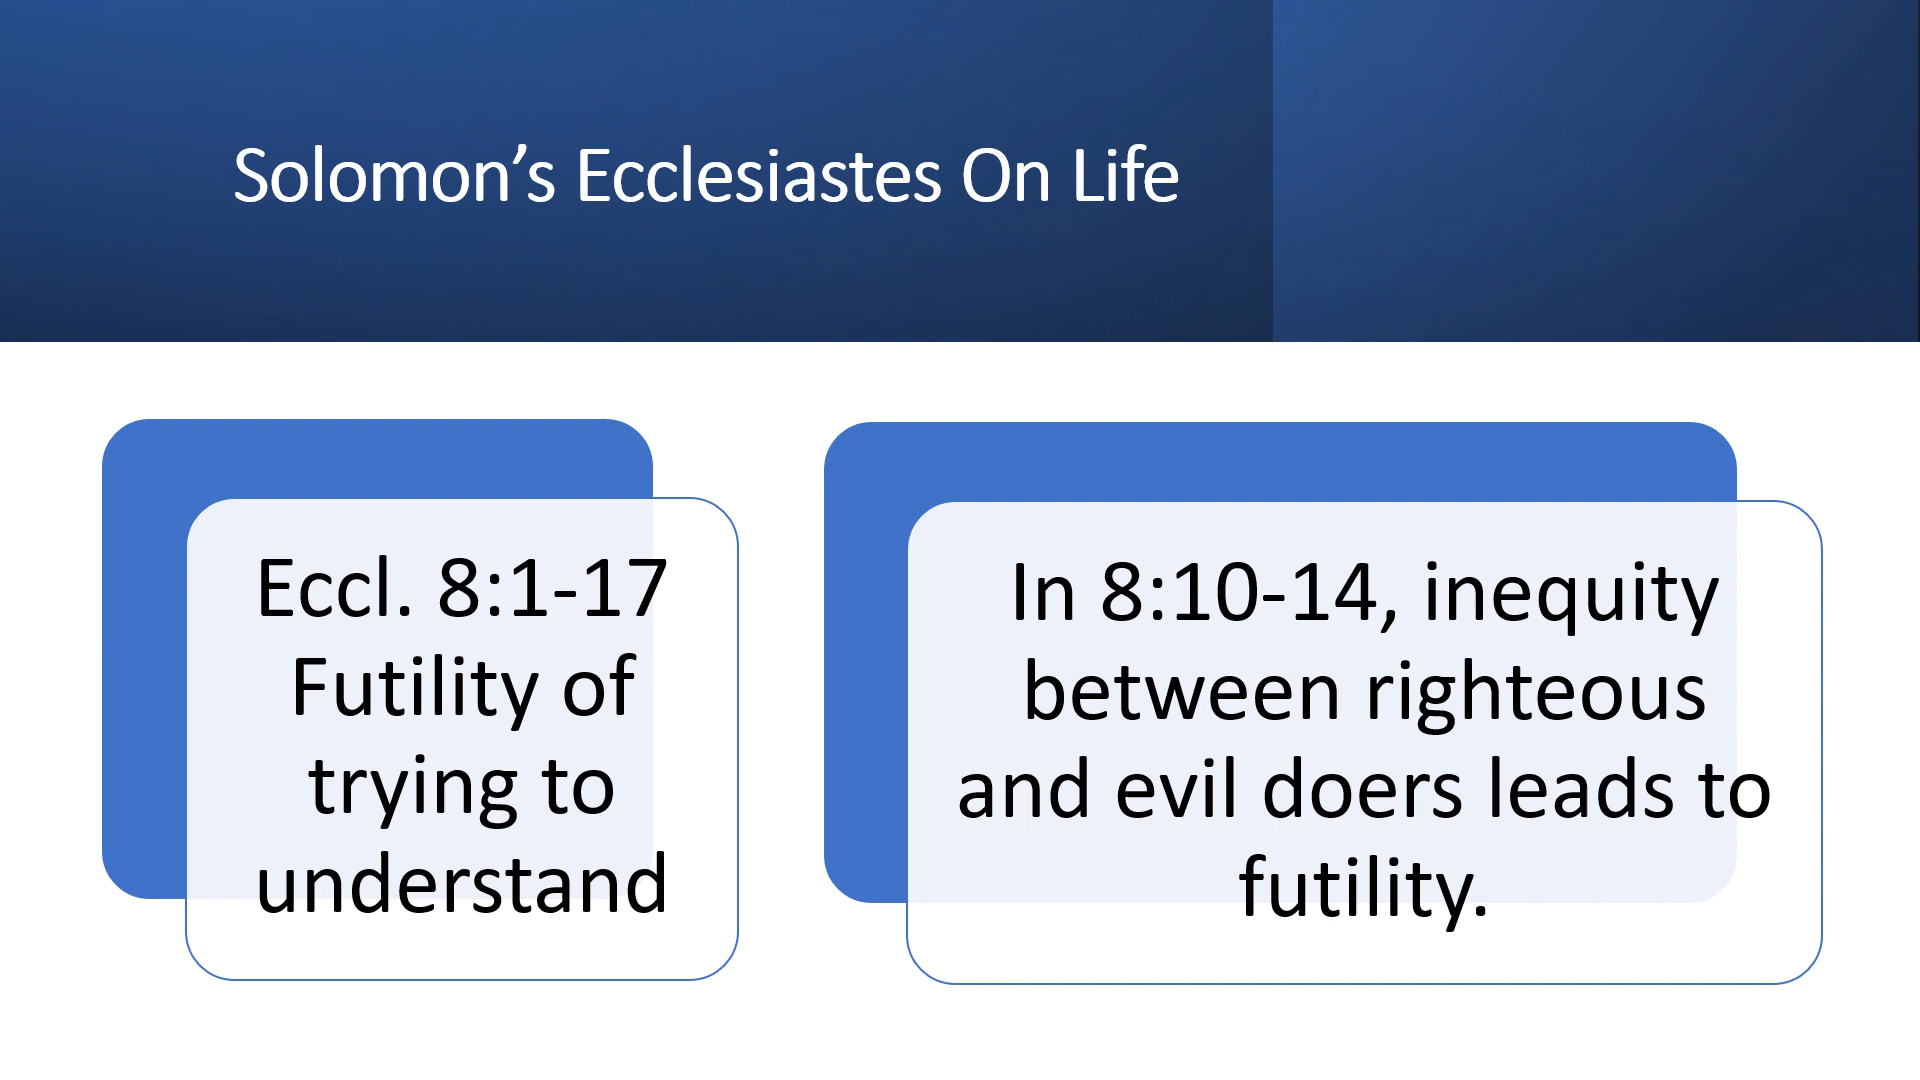 Solomon’s Ecclesiastes On Life
Eccl. 8:1-17
Futility of
trying to
understand
In 8:10-14, inequity
between righteous
and evil doers leads to
futility.